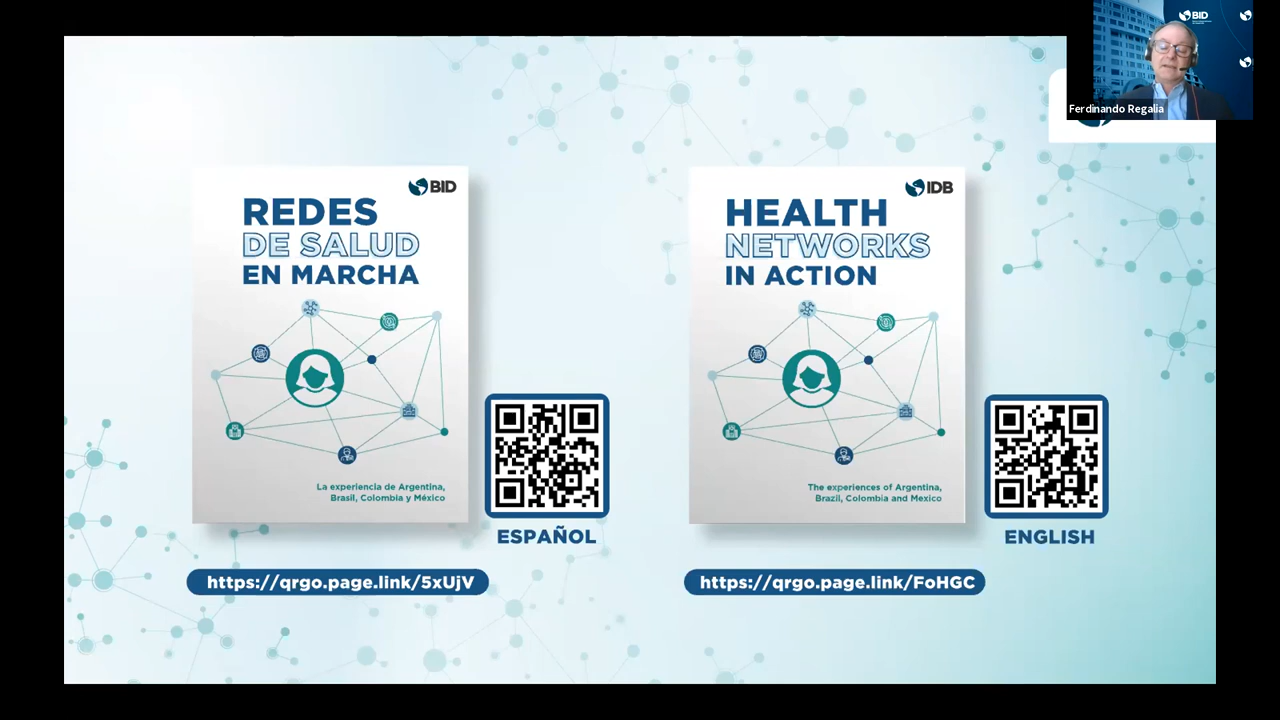 BID
Ferdinando Regalia
BID
REDES
DE SALUD
EN MARCHA
La experiencia de Argentina,
Brasil, Colombia y México
ESPAÑOL
https://qrgo.page.link/5xUjV
IDB
HEALTH
NETWORKS
IN ACTION
The experiences of Argentina,
Brazil, Colombia and Mexico
ENGLISH
https://qrgo.page.link/FoHGC